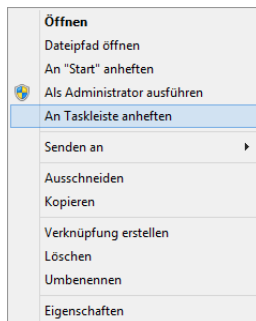 Öffnen
Dateipfad öffnen
An "Start" anheften
Als Administrator ausführen
An Taskleiste anheften
Senden an
Ausschneiden
Kopieren
Verknüpfung erstellen
Löschen
Umbenennen
Eigenschaften